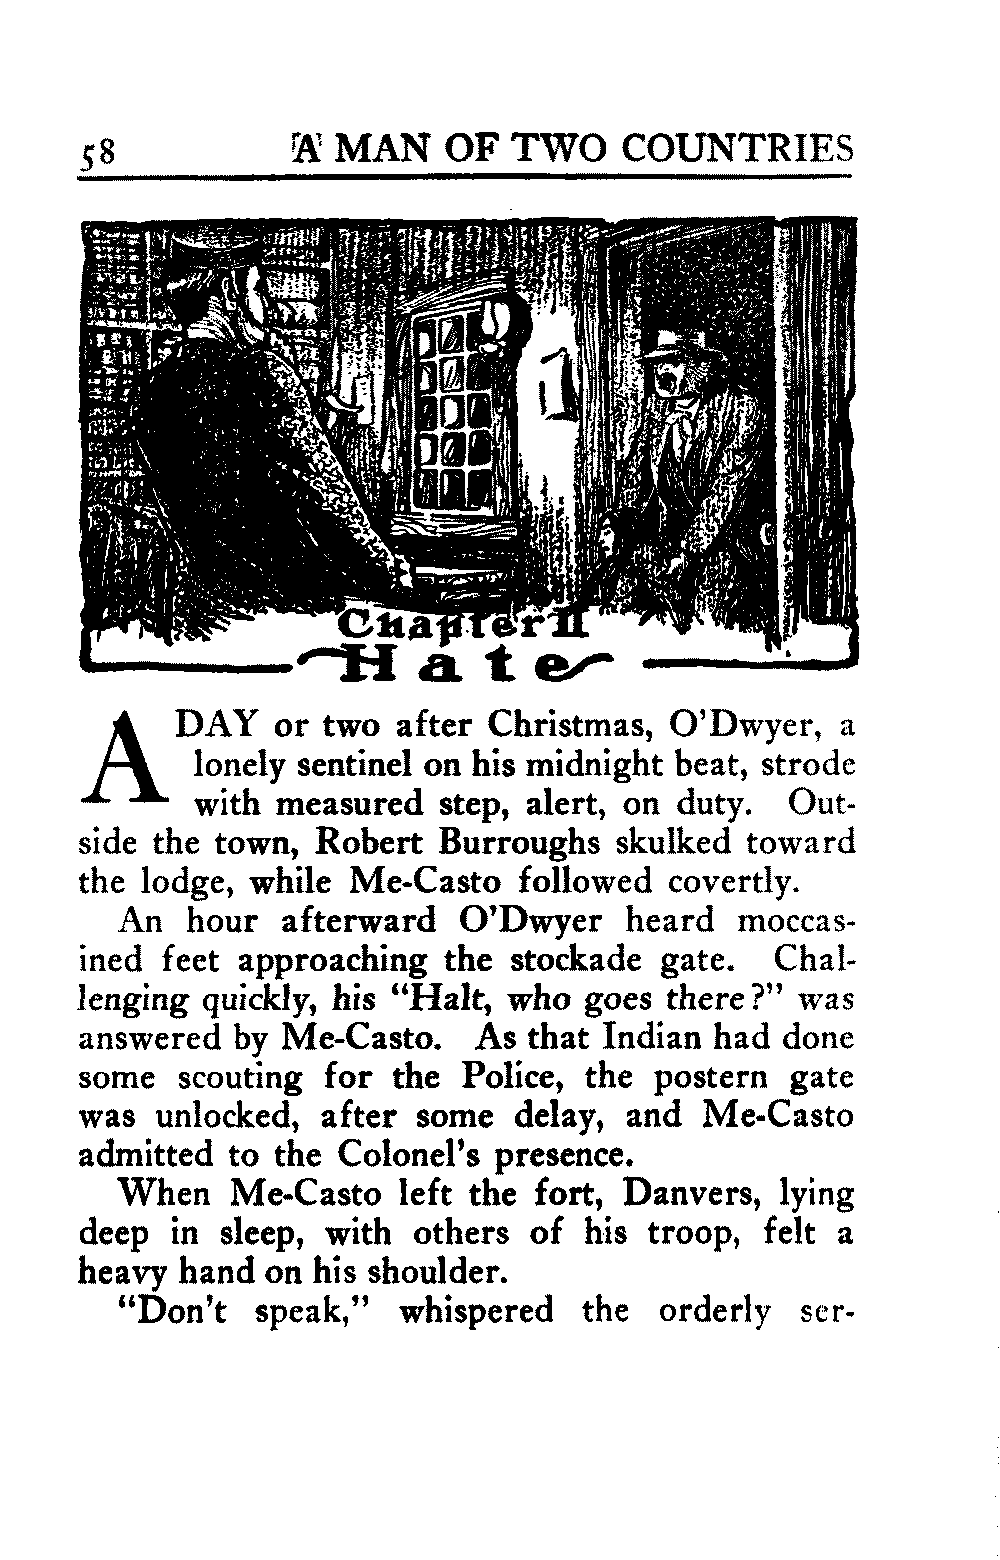 58 A MAN OF TWO COUNTRIES
Chapter II
Hate
A DAY or two after Christmas, O'Dwyer, a
lonely sentinel on his midnight beat, strode
with measured step, alert, on duty. Out-
side the town, Robert Burroughs skulked toward
the lodge, while Me-Casto followed covertly.
An hour afterward O'Dwyer heard moccas-
ined feet approaching the stockade gate. Chal-
lenging quickly, his "Halt, who goes there?" was
answered by Me-Casto. As that Indian had done
some scouting for the Police, the postern gate
was unlocked, after some delay, and Me-Casto
admitted to the Colonel's presence.
When Me-Casto left the fort, Danvers, lying
deep in sleep, with others of his troop, felt a
heavy hand on his shoulder.
"Don't speak," whispered the orderly ser-